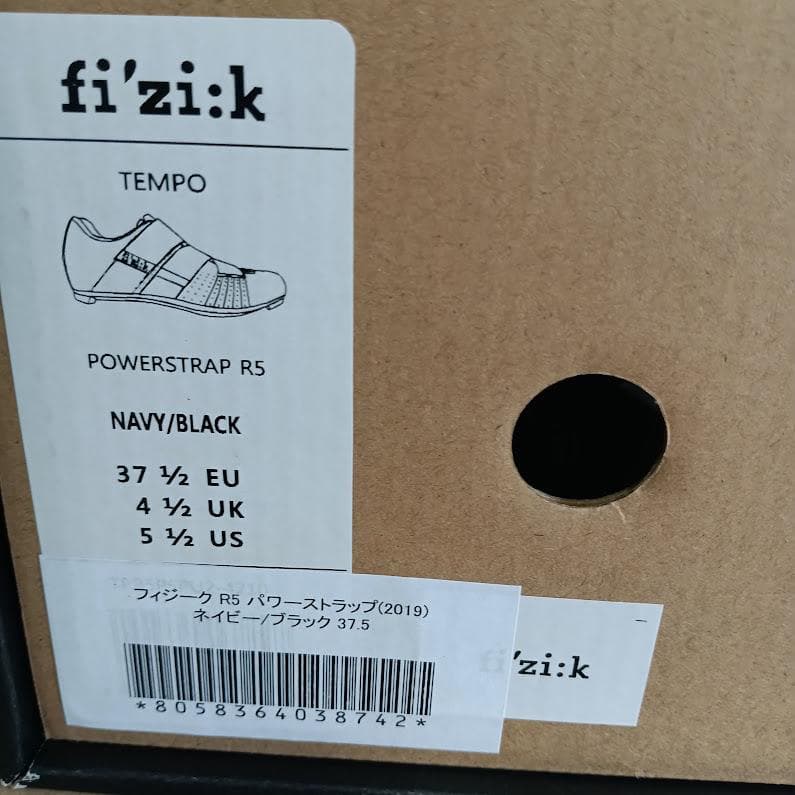 fi'zi:k
TEMPO
fi'zi:k
POWERSTRAP R5
NAVY/BLACK
37 ½ EU
4 ½ UK
5 ½ US
フィジーク R5 パワーストラップ(2019)
ネイビー/ブラック 37.5
*8058364038742*
fi'zi:k